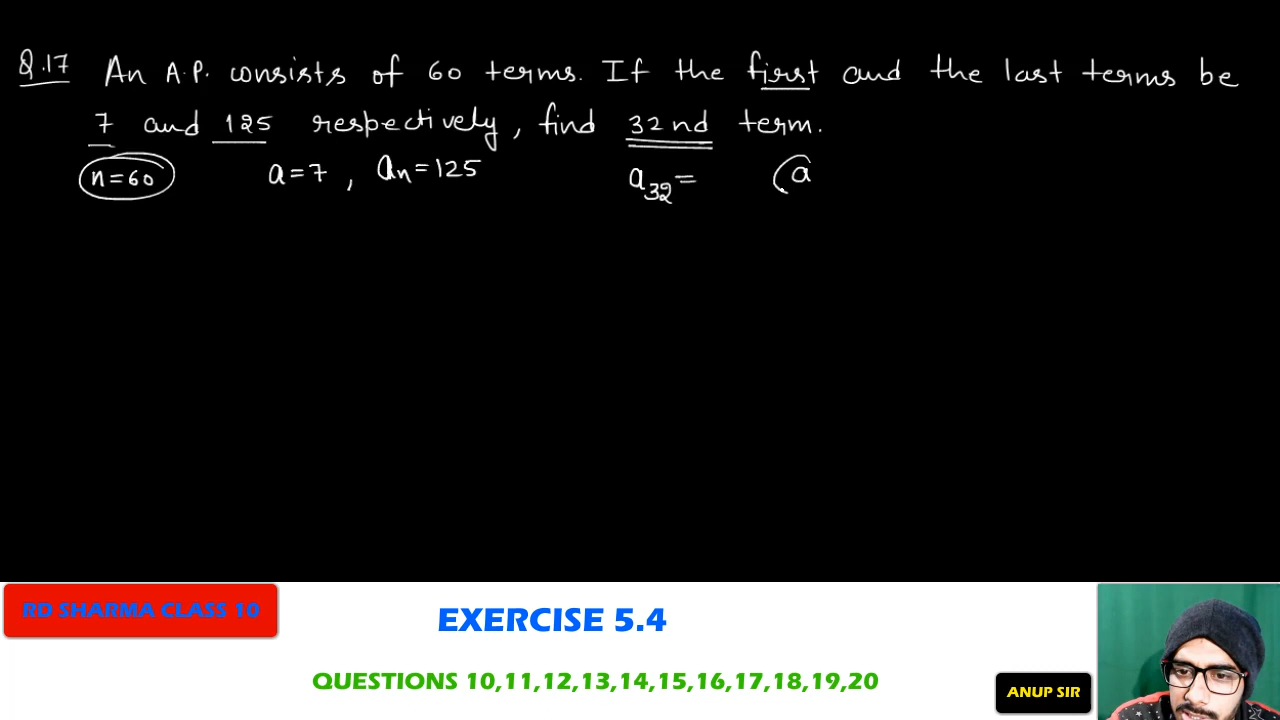 Q.17 An A.P. consists of 60 terms. If the first and the last terms be
7 and 125 respectively, find 32nd term.
n=60 a=7, an=125 a32= (a
RD SHARMA CLASS 10
EXERCISE 5.4
QUESTIONS 10,11,12,13,14,15,16,17,18,19,20
ANUP SIR